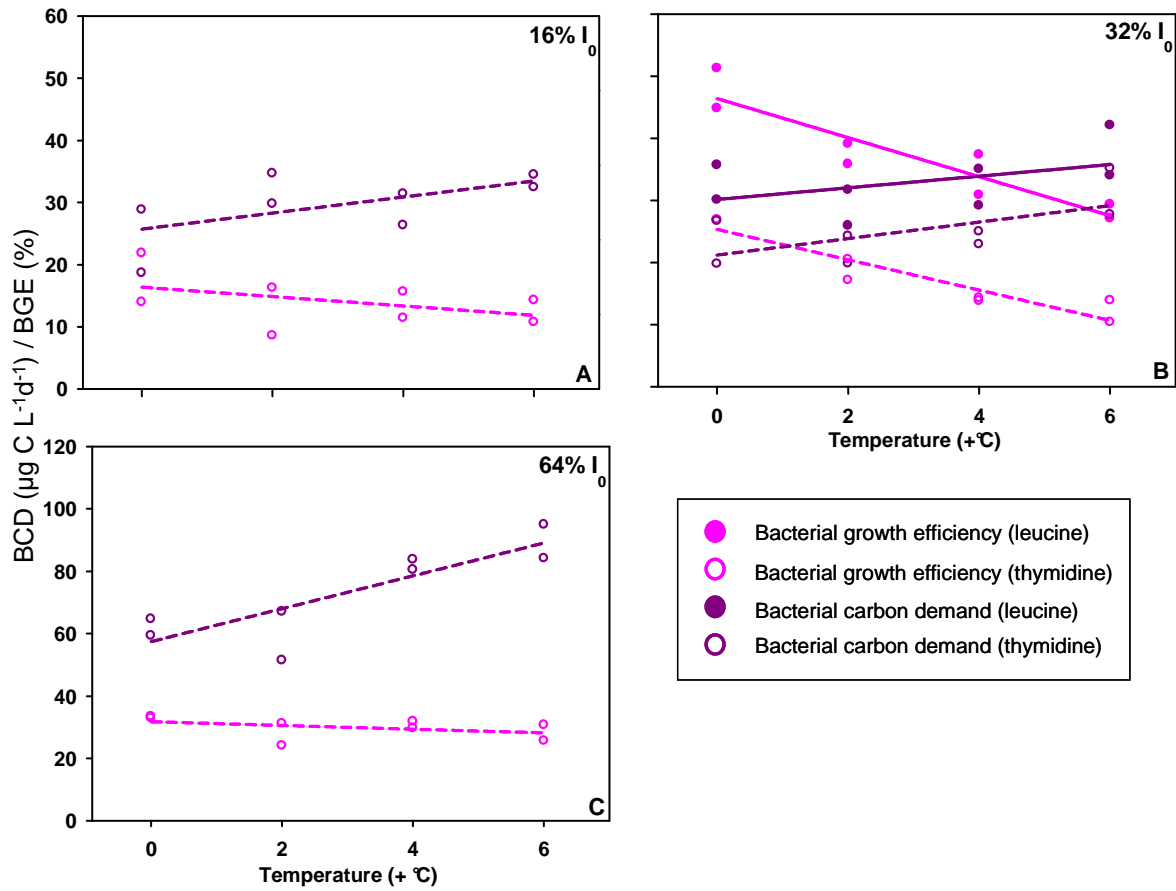 BCD (µg C L⁻¹d⁻¹) / BGE (%)
60
50
40
30
20
10
0
16% I₀
A
32% I₀
B
0 2 4 6
Temperature (+°C)
120
100
80
60
40
20
0
64% I₀
C
0 2 4 6
Temperature (+ °C)
Bacterial growth efficiency (leucine)
Bacterial growth efficiency (thymidine)
Bacterial carbon demand (leucine)
Bacterial carbon demand (thymidine)